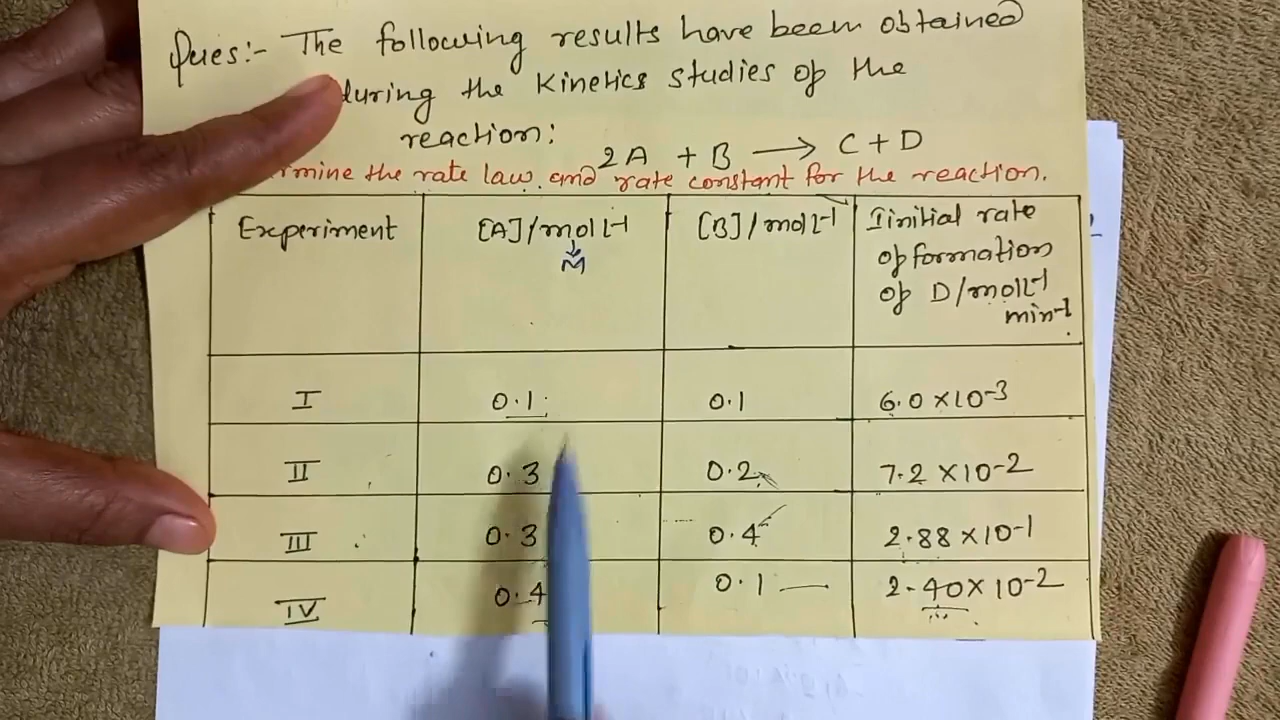 Ques:- The following results have been obtained
during the Kinetics studies of the
reaction:
2A + B → C + D
rmine the rate law and rate constant for the reaction.
Experiment [A]/mol L-1 [B]/mol L-1 Iinitial rate
of formation
of D/mol L-1
min-1
M
I 0.1 0.1 6.0 × 10-3
II 0.3 0.2 7.2 × 10-2
III 0.3 0.4 2.88 × 10-1
IV 0.4 0.1 2.40 × 10-2